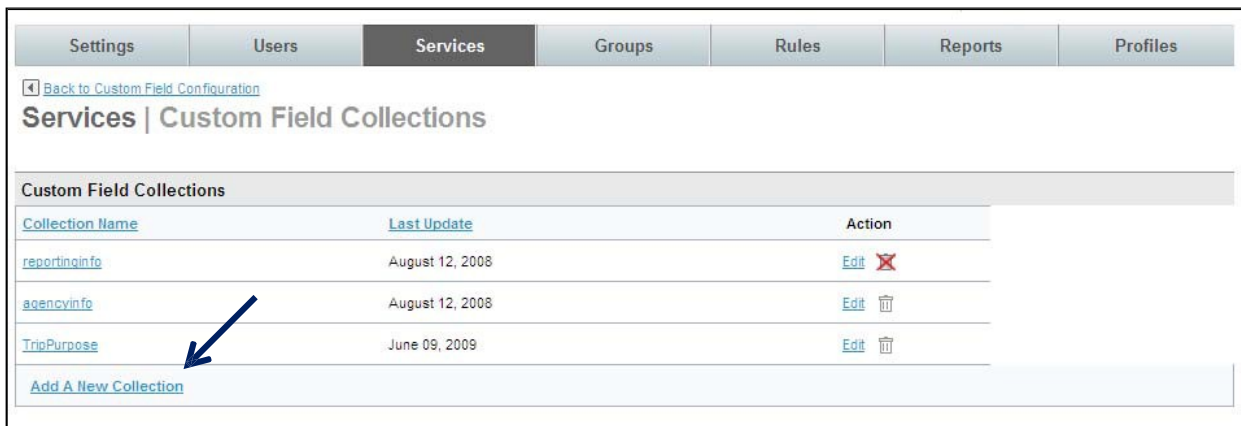 Settings Users Services Groups Rules Reports Profiles
Back to Custom Field Configuration
Services | Custom Field Collections
Custom Field Collections
Collection Name Last Update Action
reportinginfo August 12, 2008 Edit
agencyinfo August 12, 2008 Edit
TripPurpose June 09, 2009 Edit
Add A New Collection